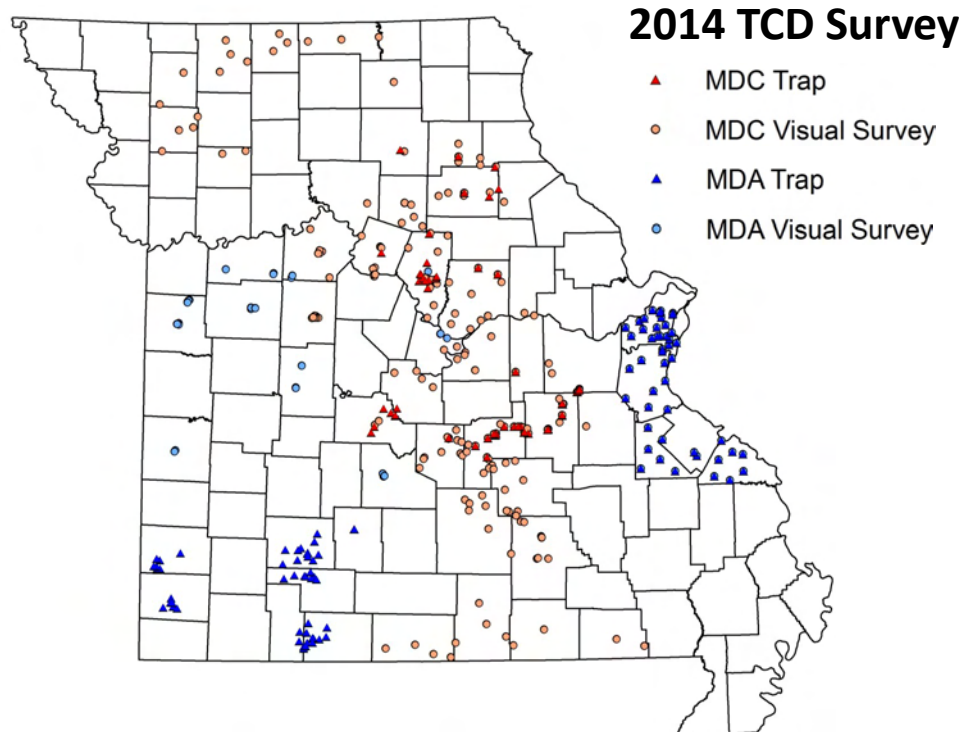 2014 TCD Survey
MDC Trap
MDC Visual Survey
MDA Trap
MDA Visual Survey